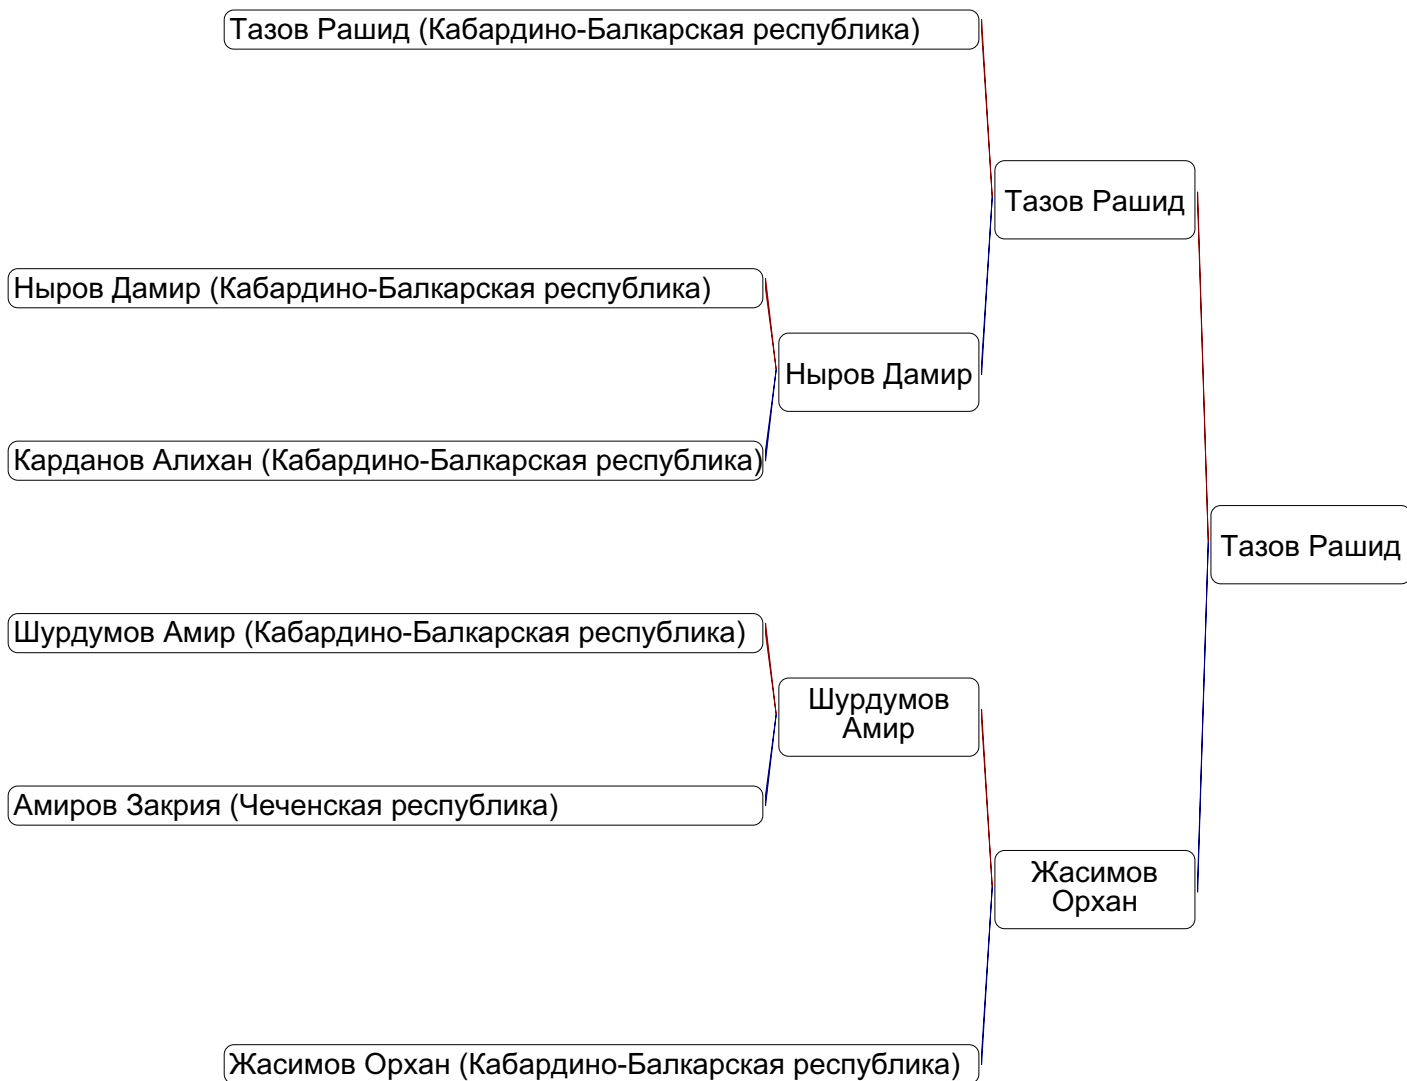 Тазов Рашид (Кабардино-Балкарская республика)
Тазов Рашид
Ныров Дамир (Кабардино-Балкарская республика)
Ныров Дамир
Карданов Алихан (Кабардино-Балкарская республика)
Тазов Рашид
Шурдумов Амир (Кабардино-Балкарская республика)
Шурдумов
Амир
Амиров Закрия (Чеченская республика)
Жасимов
Орхан
Жасимов Орхан (Кабардино-Балкарская республика)